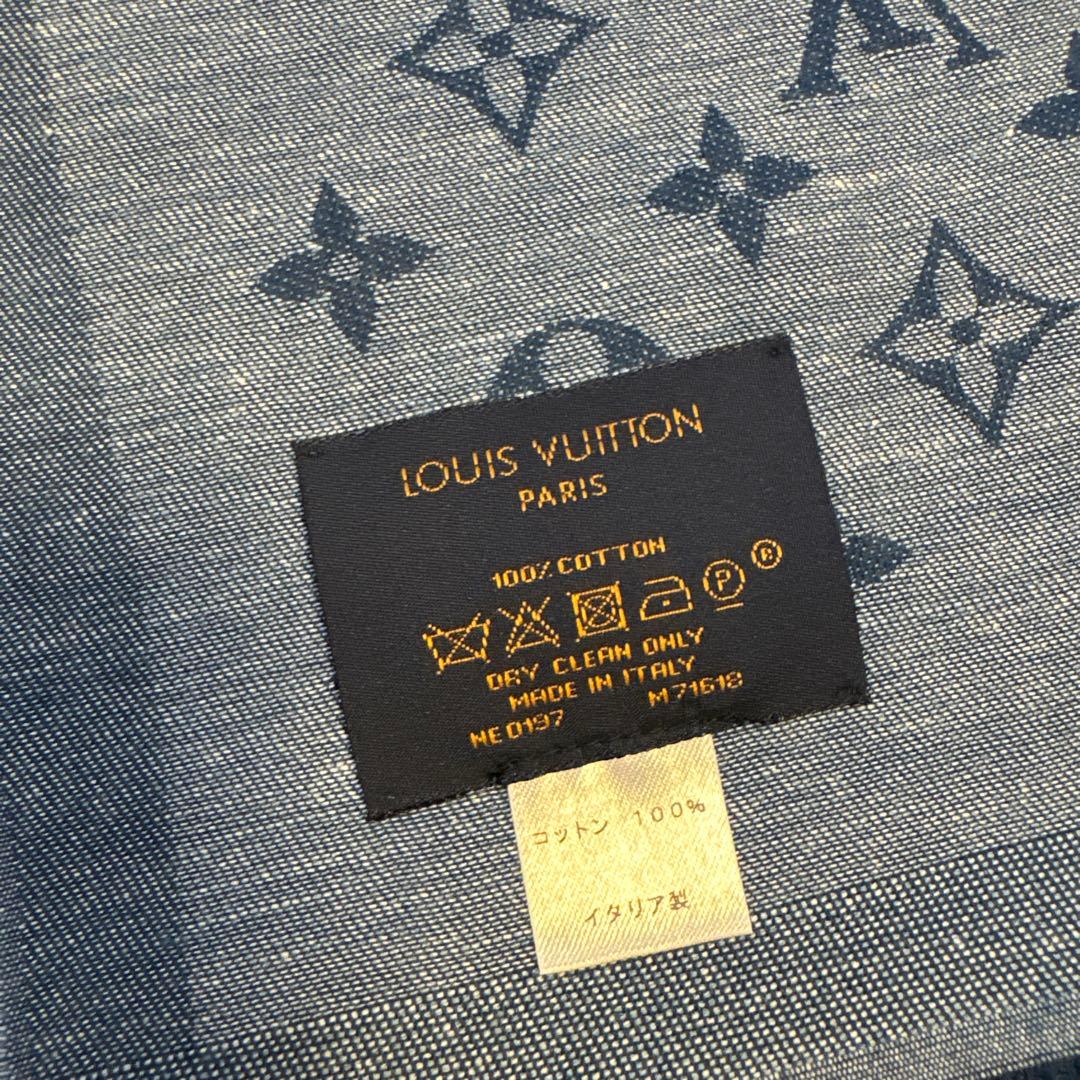 LOUIS VUITTON
PARIS
100% COTTON
P ®
DRY CLEAN ONLY
MADE IN ITALY
NE0197 M71618
コットン 100%
イタリア製